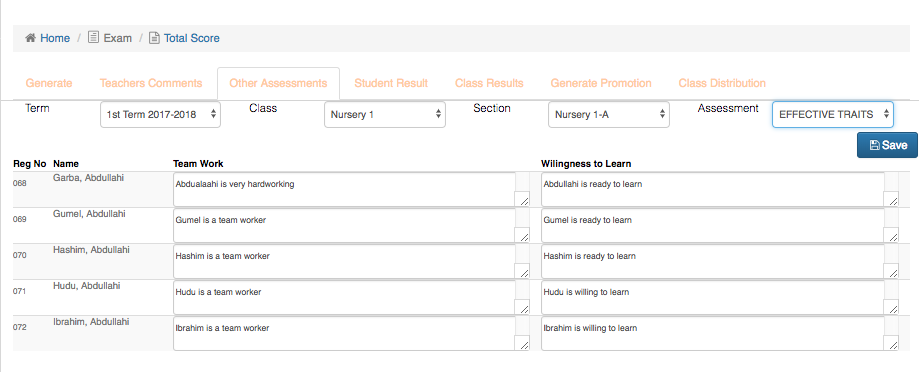 Home / Exam / Total Score
Generate Teachers Comments Other Assessments Student Result Class Results Generate Promotion Class Distribution
Term 1st Term 2017-2018 Class Nursery 1 Section Nursery 1-A Assessment EFFECTIVE TRAITS
Save
Reg No Name Team Work Wilingness to Learn
068 Garba, Abdullahi Abdualaahi is very hardworking Abdullahi is ready to learn
069 Gumel, Abdullahi Gumel is a team worker Gumel is ready to learn
070 Hashim, Abdullahi Hashim is a team worker Hashim is ready to learn
071 Hudu, Abdullahi Hudu is a team worker Hudu is willing to learn
072 Ibrahim, Abdullahi Ibrahim is a team worker Ibrahim is willing to learn